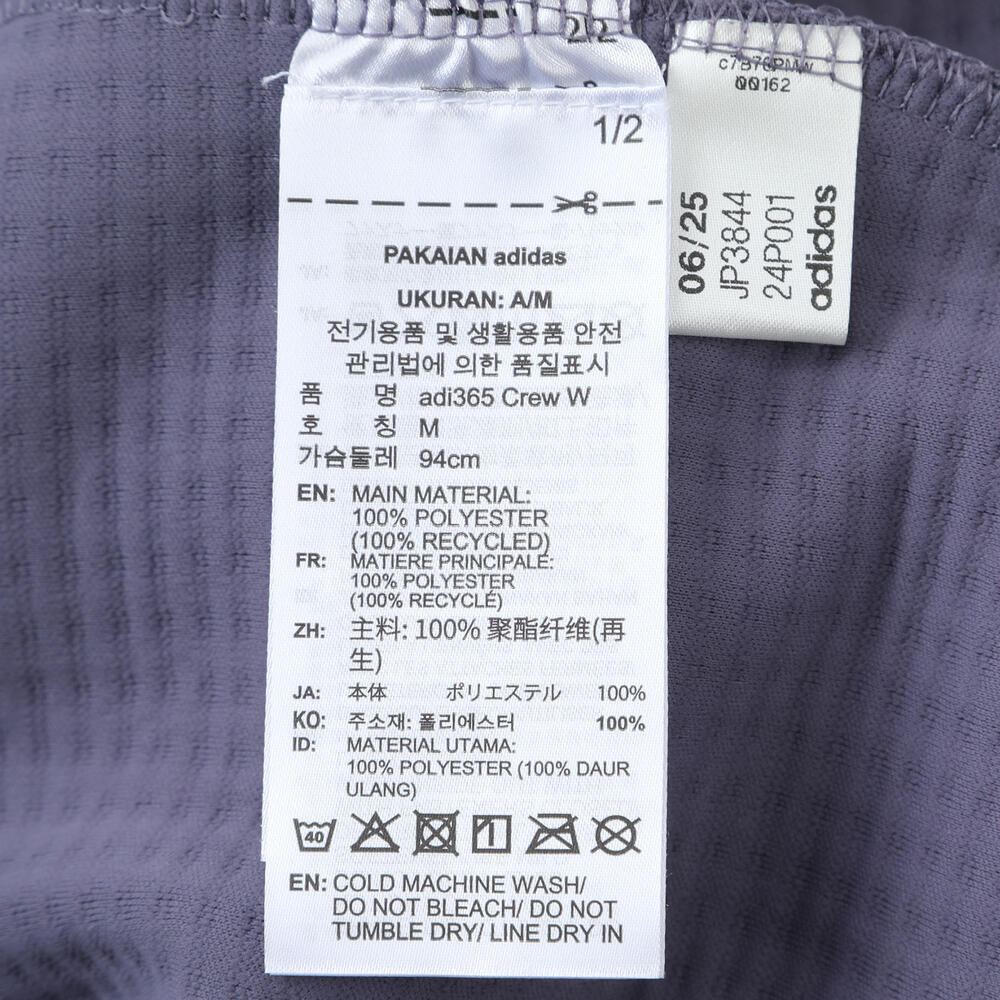 2/2
1/2
PAKAIAN adidas
UKURAN: A/M
전기용품 및 생활용품 안전
관리법에 의한 품질표시
품 명 adi365 Crew W
호 칭 M
가슴둘레 94cm
EN: MAIN MATERIAL:
100% POLYESTER
(100% RECYCLED)
FR: MATIERE PRINCIPALE:
100% POLYESTER
(100% RECYCLÉ)
ZH: 主料: 100% 聚酯纤维(再
生)
JA: 本体 ポリエステル 100%
KO: 주소재: 폴리에스터 100%
ID: MATERIAL UTAMA:
100% POLYESTER (100% DAUR
ULANG)
40
EN: COLD MACHINE WASH/
DO NOT BLEACH/ DO NOT
TUMBLE DRY/ LINE DRY IN
QQ162
06/25
JP3844
24P001
adidas